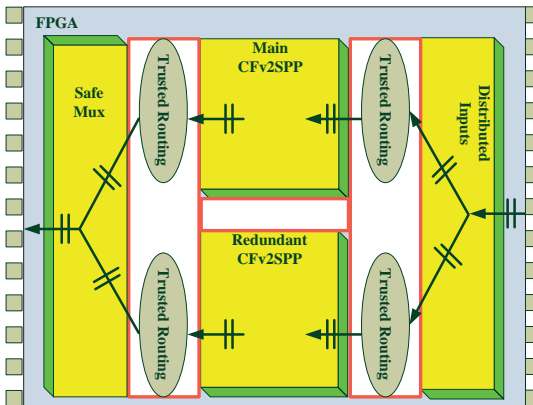 FPGA
Safe
Mux
Trusted Routing
Main
CFv2SPP
Trusted Routing
Distributed
Inputs
Trusted Routing
Redundant
CFv2SPP
Trusted Routing